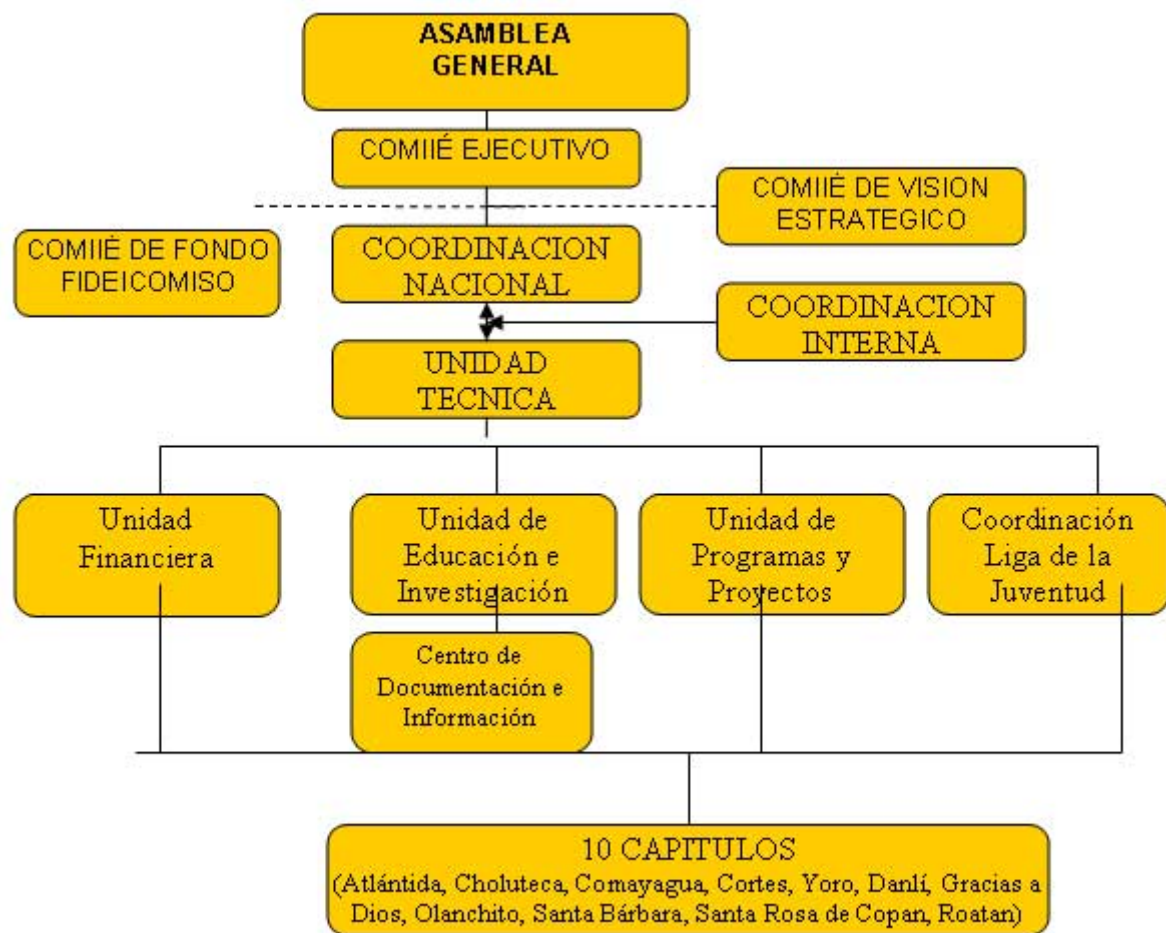 ASAMBLEA
GENERAL
COMIIÉ EJECUTIVO
COMIIÉ DE VISION
ESTRATEGICO
COMIIÉ DE FONDO
FIDEICOMISO
COORDINACION
NACIONAL
COORDINACION
INTERNA
UNIDAD
TECNICA
Unidad
Financiera
Unidad de
Educación e
Investigación
Unidad de
Programas y
Proyectos
Coordinación
Liga de la
Juventud
Centro de
Documentación e
Información
10 CAPITULOS
(Atlántida, Choluteca, Comayagua, Cortes, Yoro, Danlí, Gracias a
Dios, Olanchito, Santa Bárbara, Santa Rosa de Copan, Roatan)